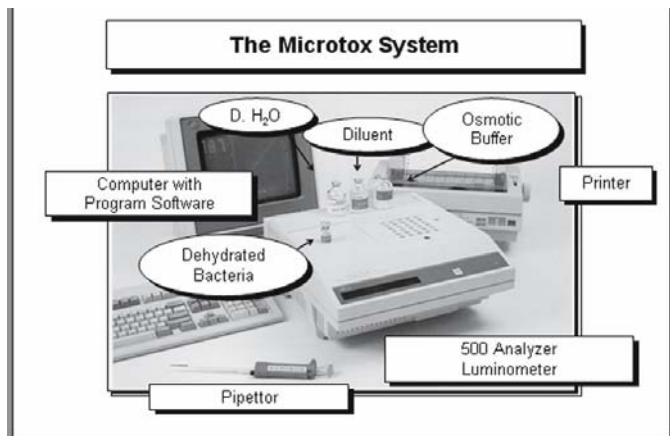 The Microtox System
D. H₂O
Diluent
Osmotic
Buffer
Computer with
Program Software
Printer
Dehydrated
Bacteria
500 Analyzer
Luminometer
Pipettor